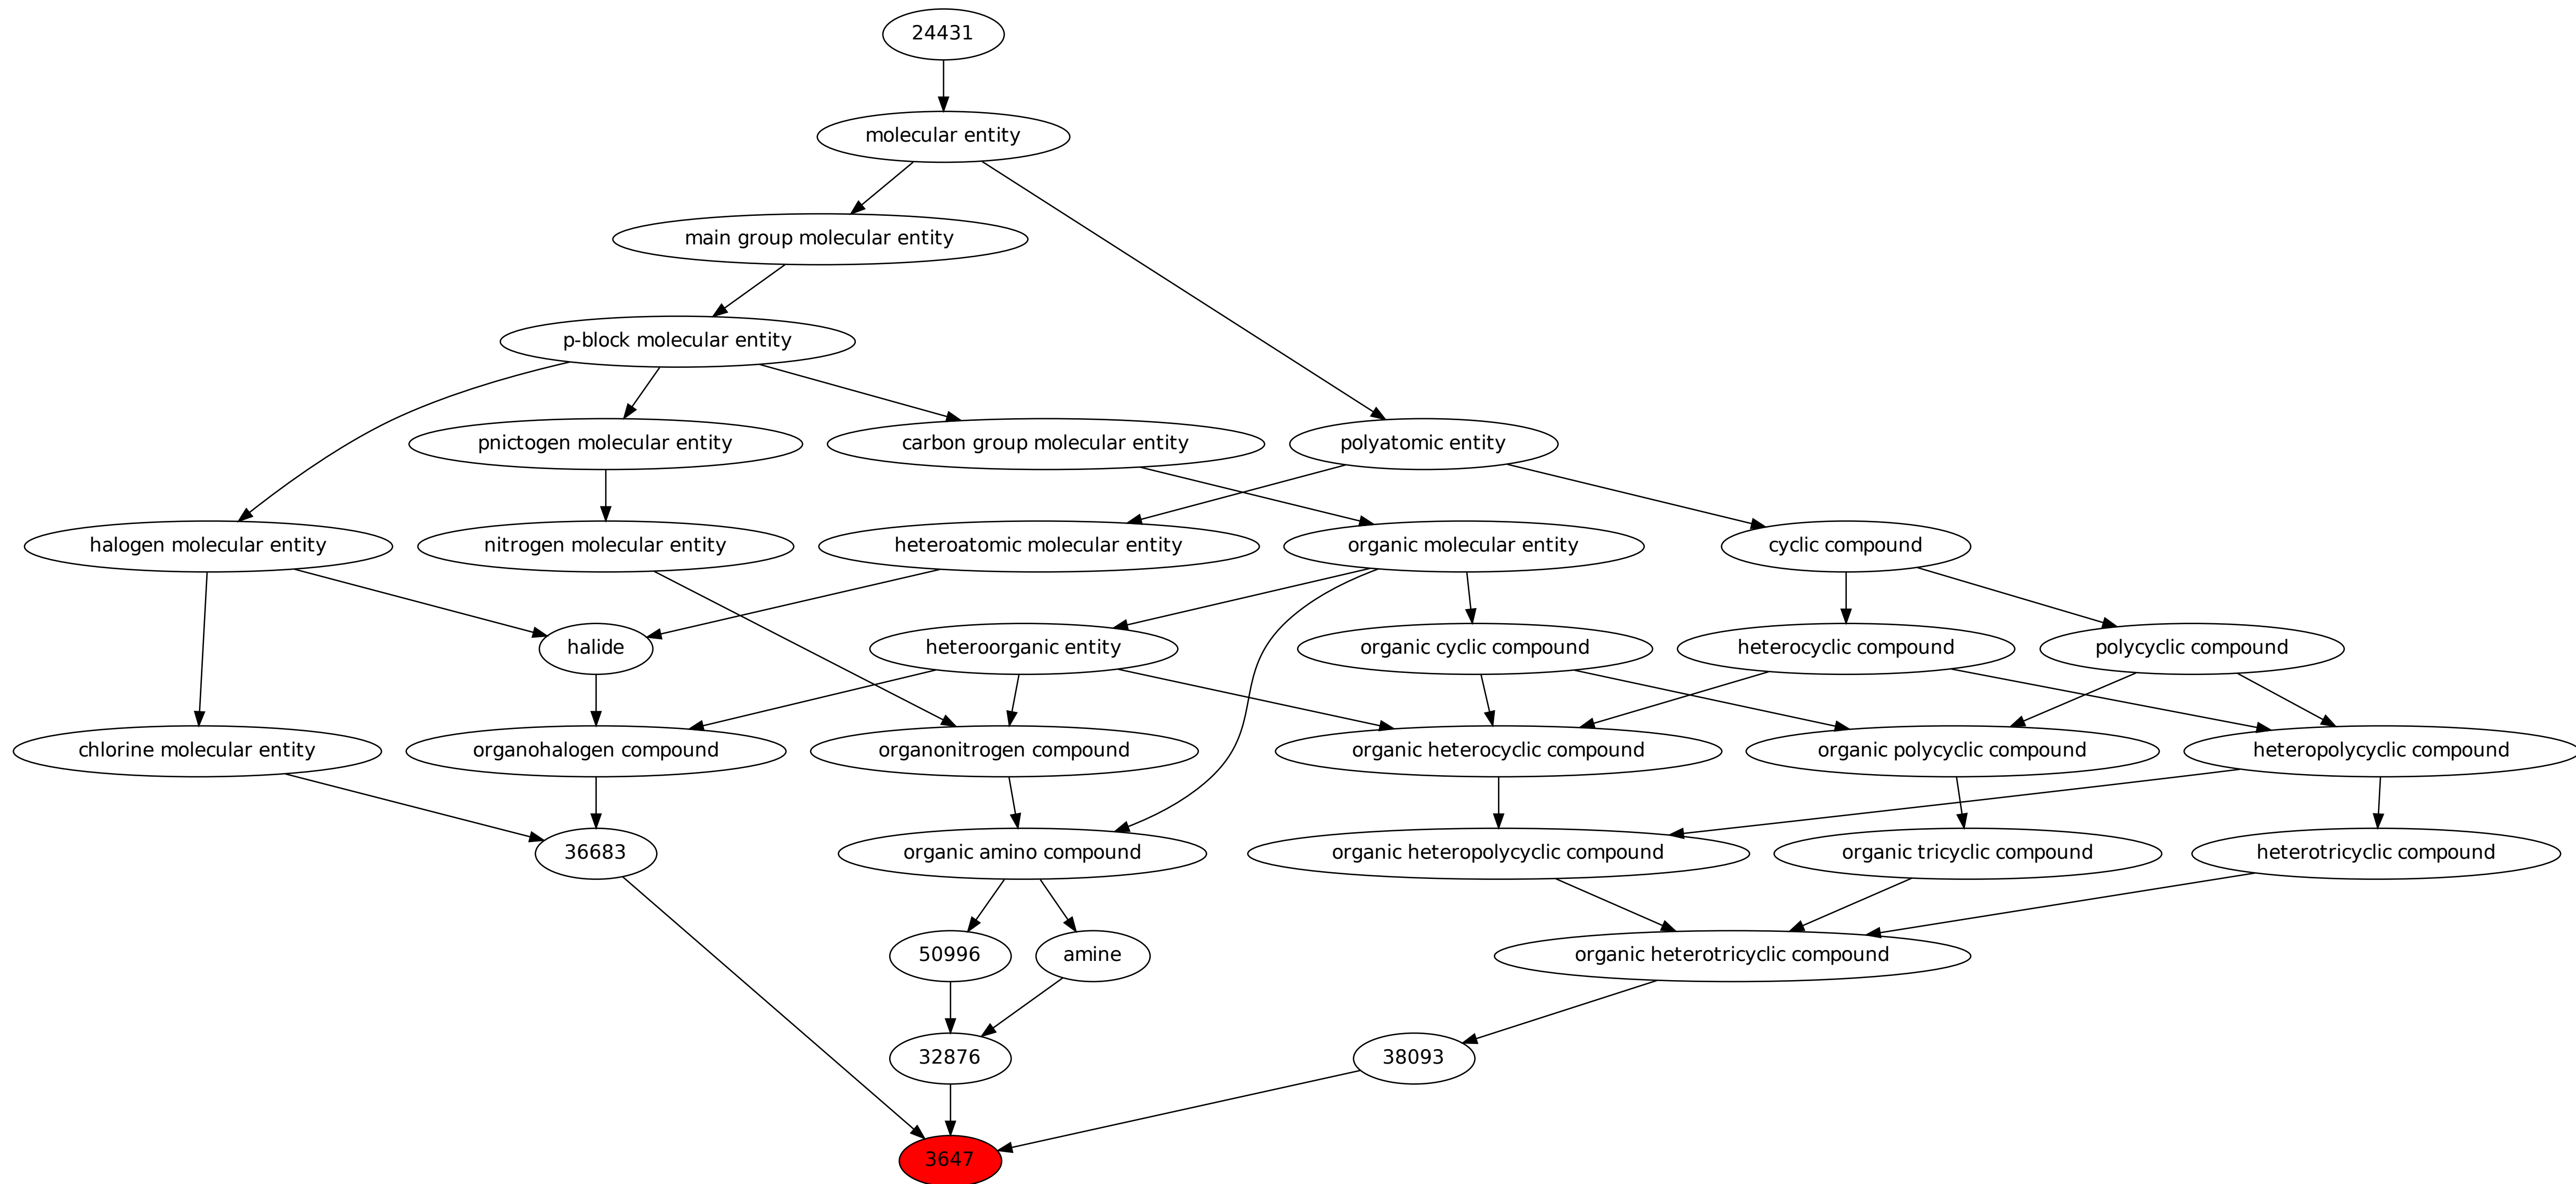 24431
molecular entity
main group molecular entity
p-block molecular entity
pnictogen molecular entity
carbon group molecular entity
polyatomic entity
halogen molecular entity
nitrogen molecular entity
heteroatomic molecular entity
organic molecular entity
cyclic compound
halide
heteroorganic entity
organic cyclic compound
heterocyclic compound
polycyclic compound
chlorine molecular entity
organohalogen compound
organonitrogen compound
organic heterocyclic compound
organic polycyclic compound
heteropolycyclic compound
36683
organic amino compound
organic heteropolycyclic compound
organic tricyclic compound
heterotricyclic compound
50996
amine
organic heterotricyclic compound
32876
38093
3647